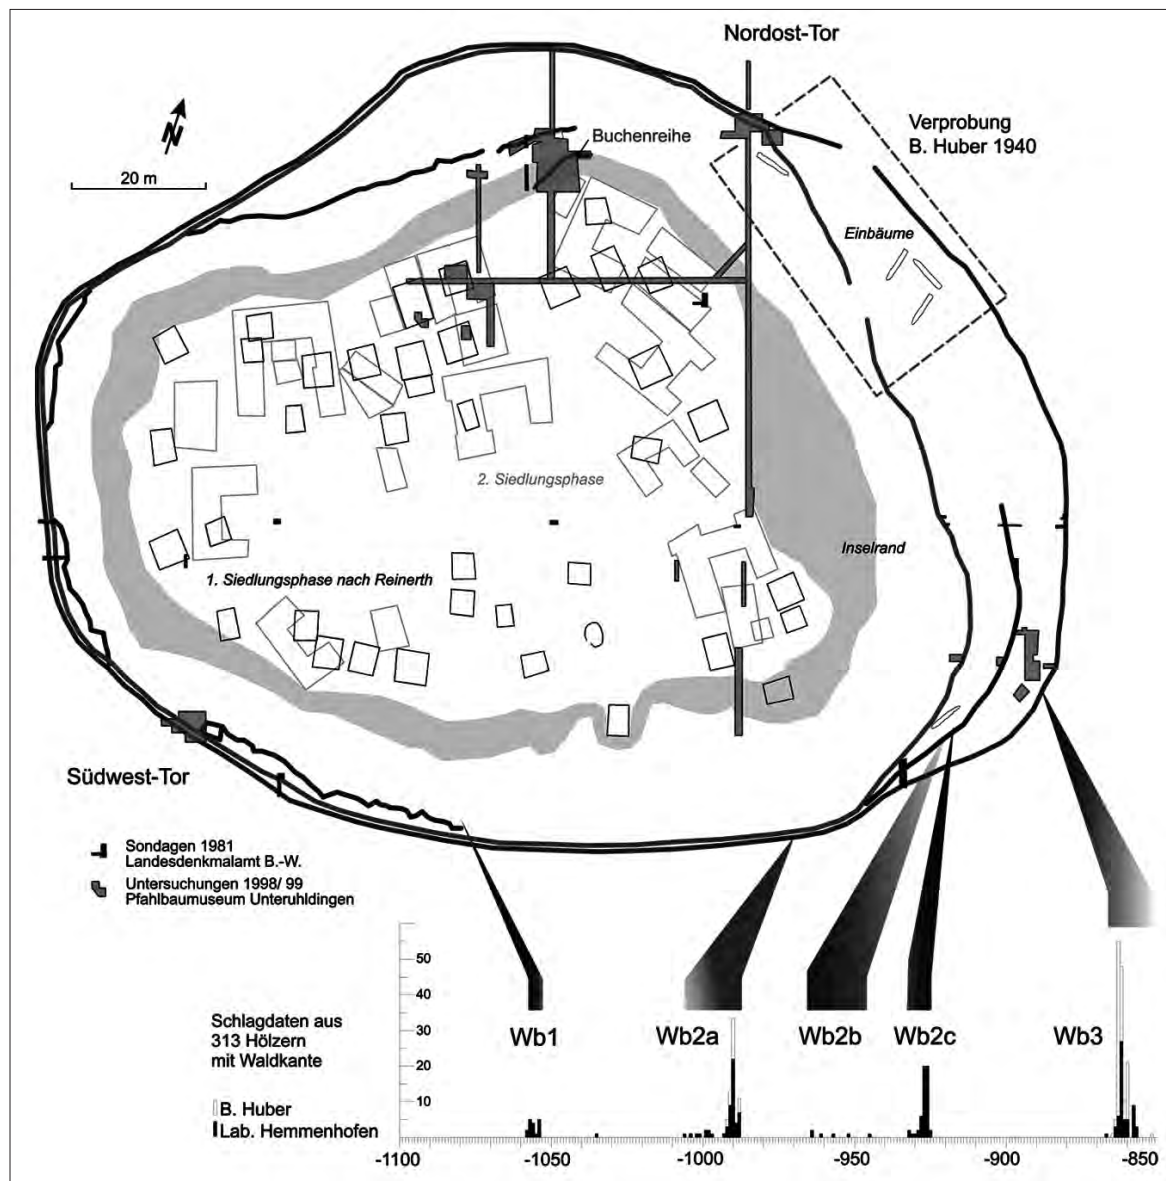 Nordost-Tor
Buchenreihe
Verprobung
B. Huber 1940
N
20 m
Einbäume
2. Siedlungsphase
Inselrand
1. Siedlungsphase nach Reinerth
Südwest-Tor
Sondagen 1981
Landesdenkmalamt B.-W.
Untersuchungen 1998/ 99
Pfahlbaumuseum Unteruhldingen
50
40
30
20
10
Schlagdaten aus
313 Hölzern
mit Waldkante
B. Huber
Lab. Hemmenhofen
Wb1 Wb2a Wb2b Wb2c Wb3
-1100 -1050 -1000 -950 -900 -850